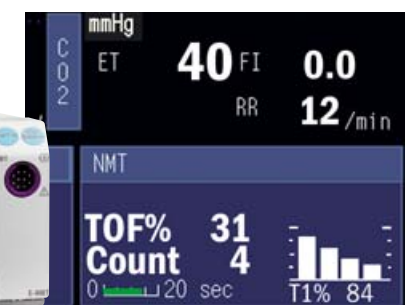 mmHg
CO2
ET 40 FI 0.0
RR 12 /min
NMT
TOF% 31
Count 4
0 20 sec
T1% 84